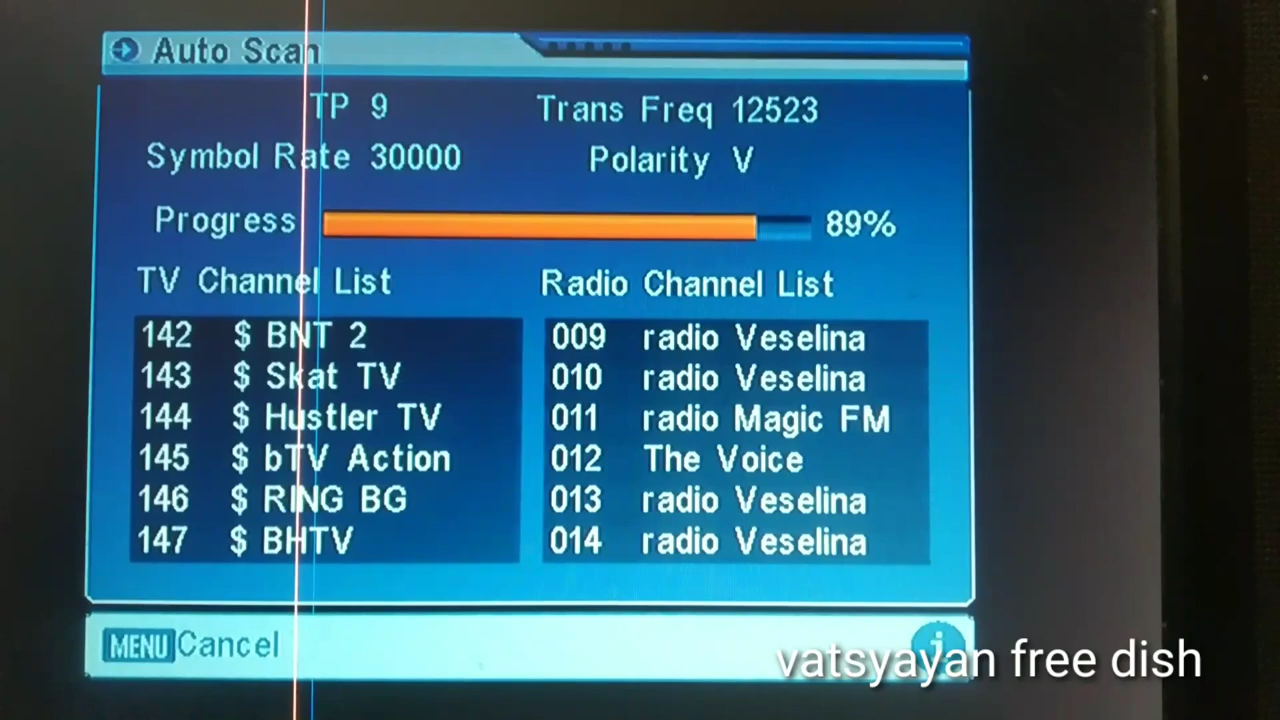 Auto Scan
TP 9 Trans Freq 12523
Symbol Rate 30000 Polarity V
Progress 89%
TV Channel List Radio Channel List
142 $ BNT 2 009 radio Veselina
143 $ Skat TV 010 radio Veselina
144 $ Hustler TV 011 radio Magic FM
145 $ bTV Action 012 The Voice
146 $ RING BG 013 radio Veselina
147 $ BHTV 014 radio Veselina
MENU Cancel i
vatsyayan free dish